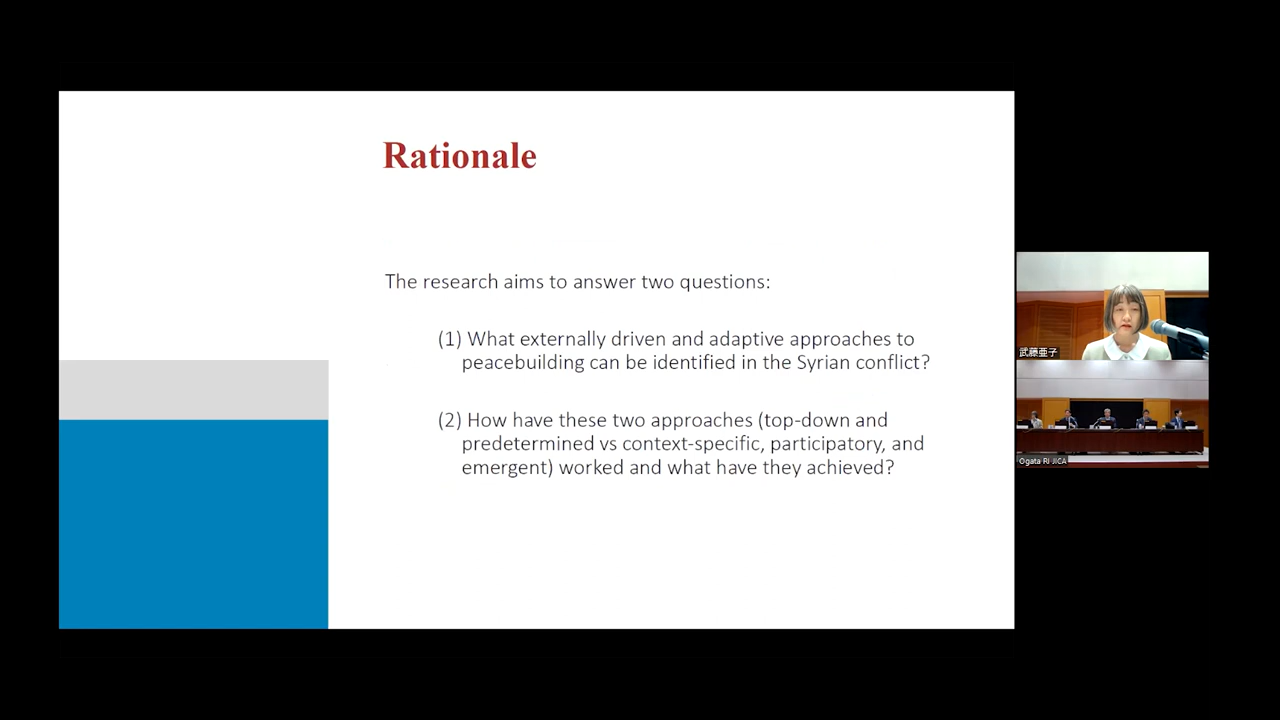 Rationale
The research aims to answer two questions:
(1) What externally driven and adaptive approaches to
peacebuilding can be identified in the Syrian conflict?
(2) How have these two approaches (top-down and
predetermined vs context-specific, participatory, and
emergent) worked and what have they achieved?
武藤亜子
Ogata RI JICA